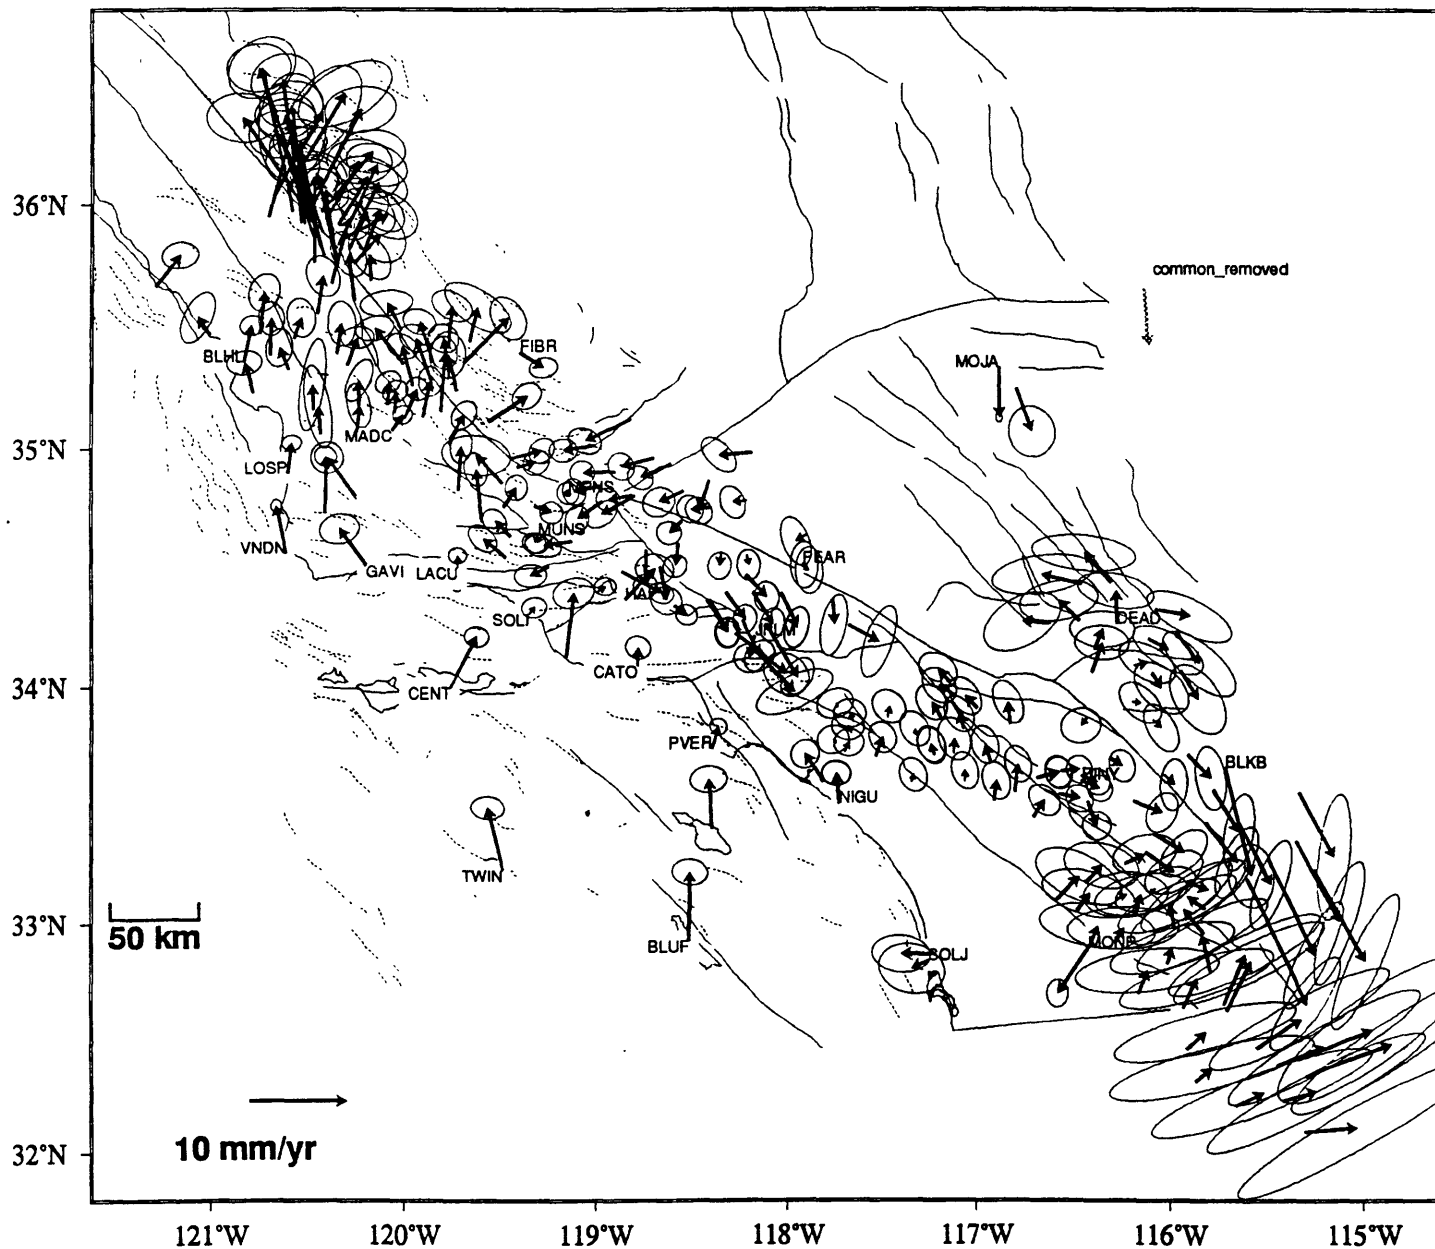 36°N
common_removed
FIBR
BLHL
MOJA
35°N
MADC
LOSP
MUNS
VNDN
GAVI
LACU
PEAR
SOLI
DEAD
CATO
34°N
CENT
PVER
BLKB
PINY
NIGU
TWIN
33°N
50 km
BLUF
MONP
SOLJ
10 mm/yr
32°N
121°W 120°W 119°W 118°W 117°W 116°W 115°W